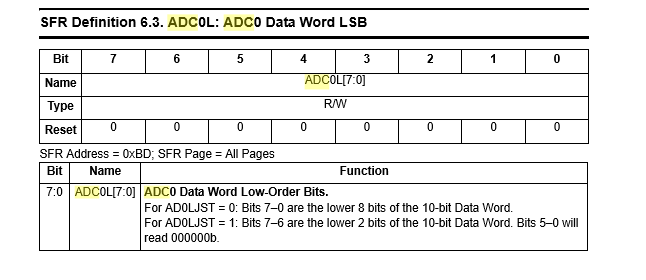 SFR Definition 6.3. ADC0L: ADC0 Data Word LSB
Bit 7 6 5 4 3 2 1 0
Name ADC0L[7:0]
Type R/W
Reset 0 0 0 0 0 0 0 0
SFR Address = 0xBD; SFR Page = All Pages
Bit Name Function
7:0 ADC0L[7:0] ADC0 Data Word Low-Order Bits.
For AD0LJST = 0: Bits 7–0 are the lower 8 bits of the 10-bit Data Word.
For AD0LJST = 1: Bits 7–6 are the lower 2 bits of the 10-bit Data Word. Bits 5–0 will
read 000000b.